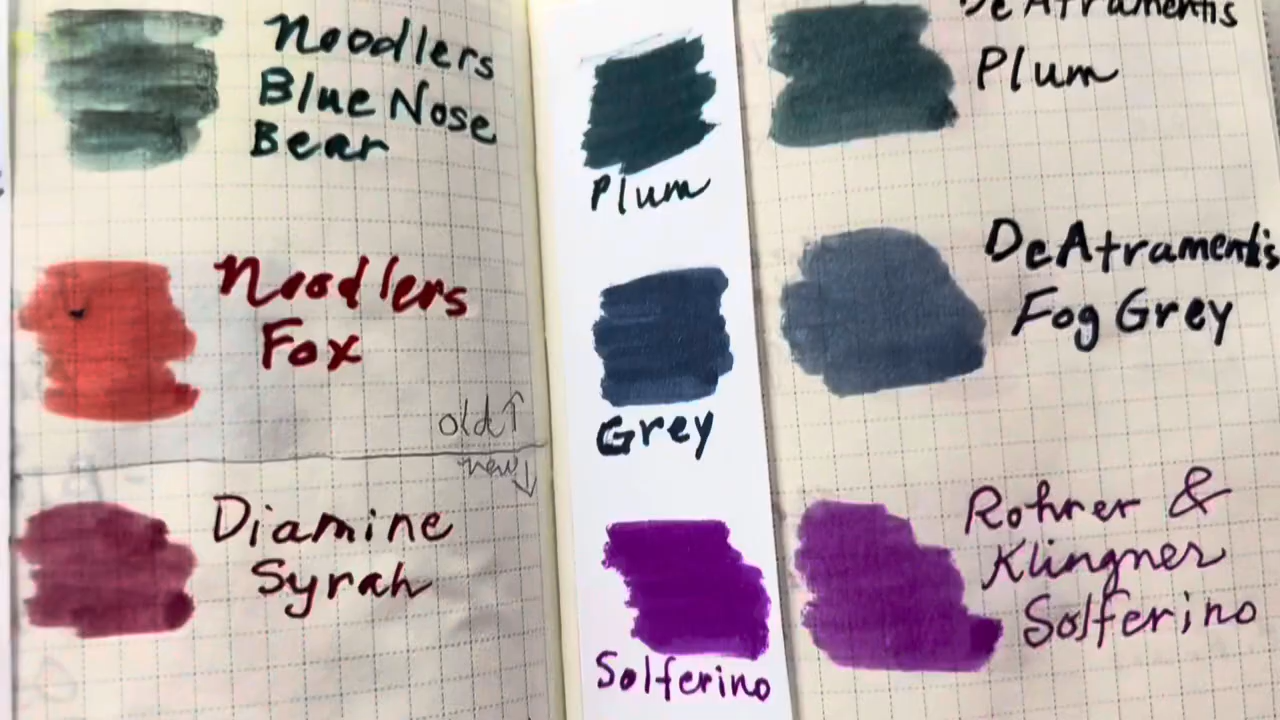 Noodlers
Blue Nose
Bear
Noodlers
Fox
old↑
new↓
Diamine
Syrah
Plum
Grey
Solferino
DeAtramentis
Plum
DeAtramentis
Fog Grey
Rohrer &
Klingner
Solferino